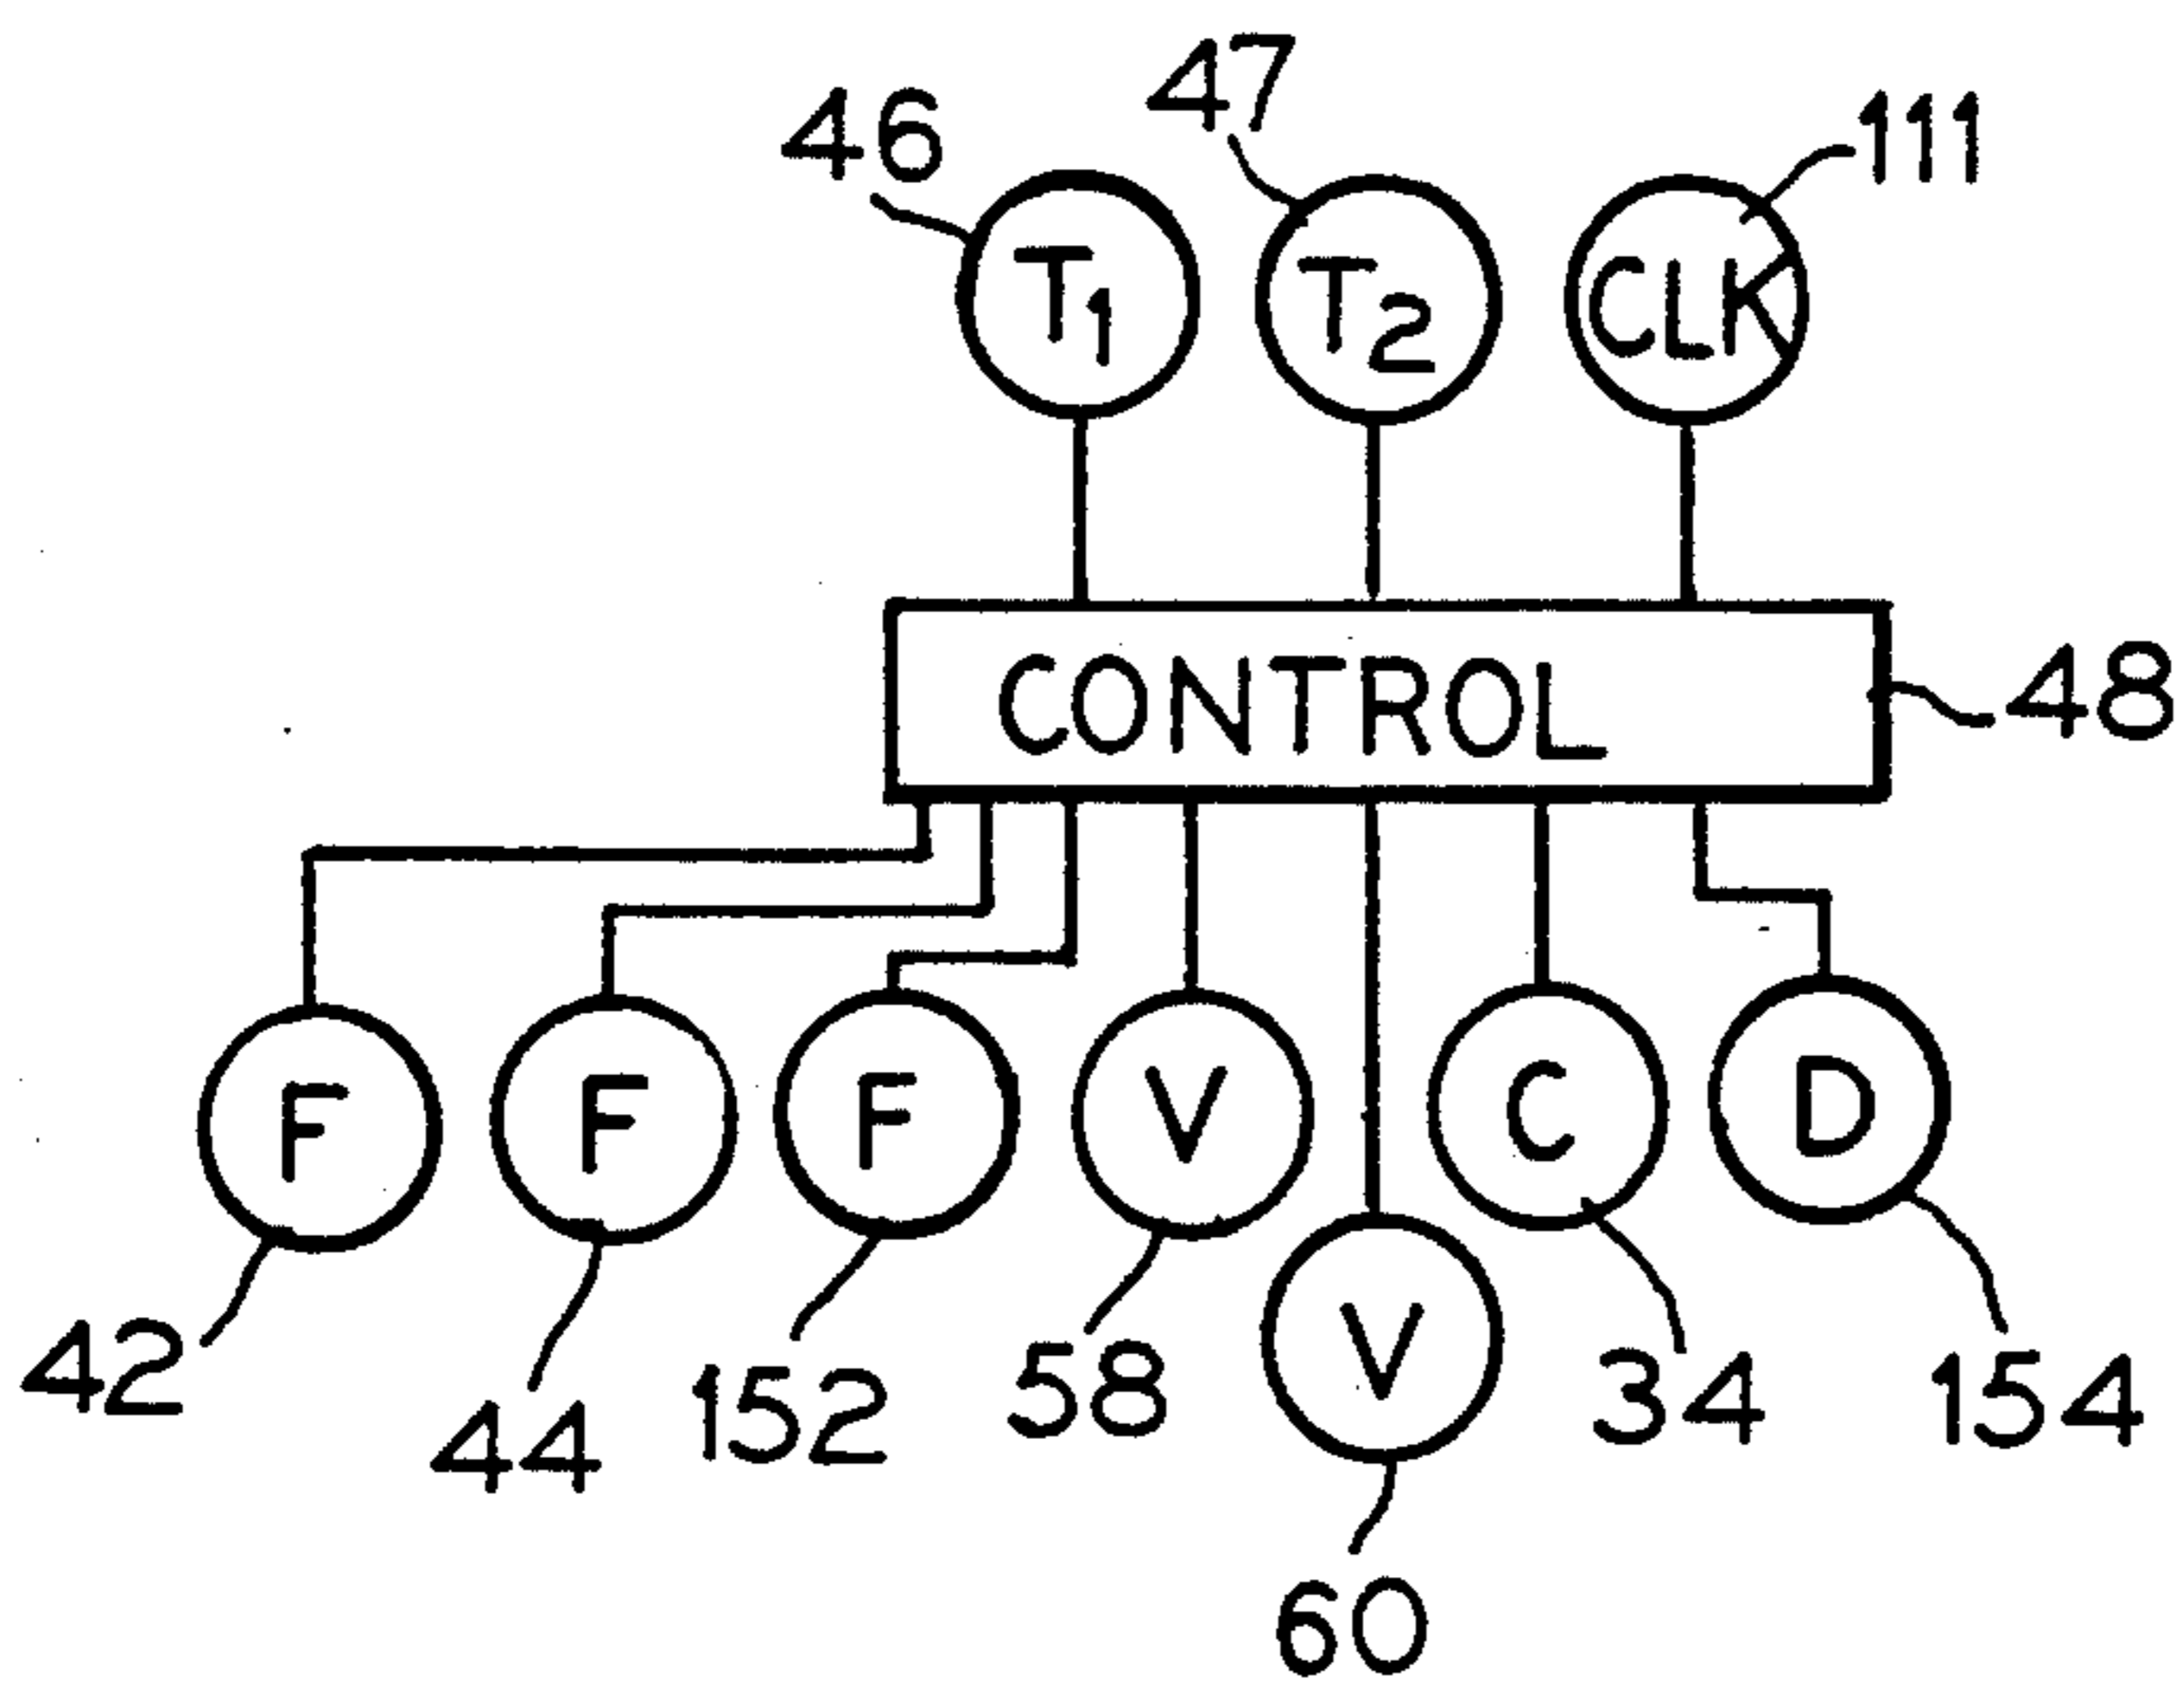 46 47 111
T1 T2 CLK
CONTROL 48
F F F V C D
V
42 44 152 58 34 154
60